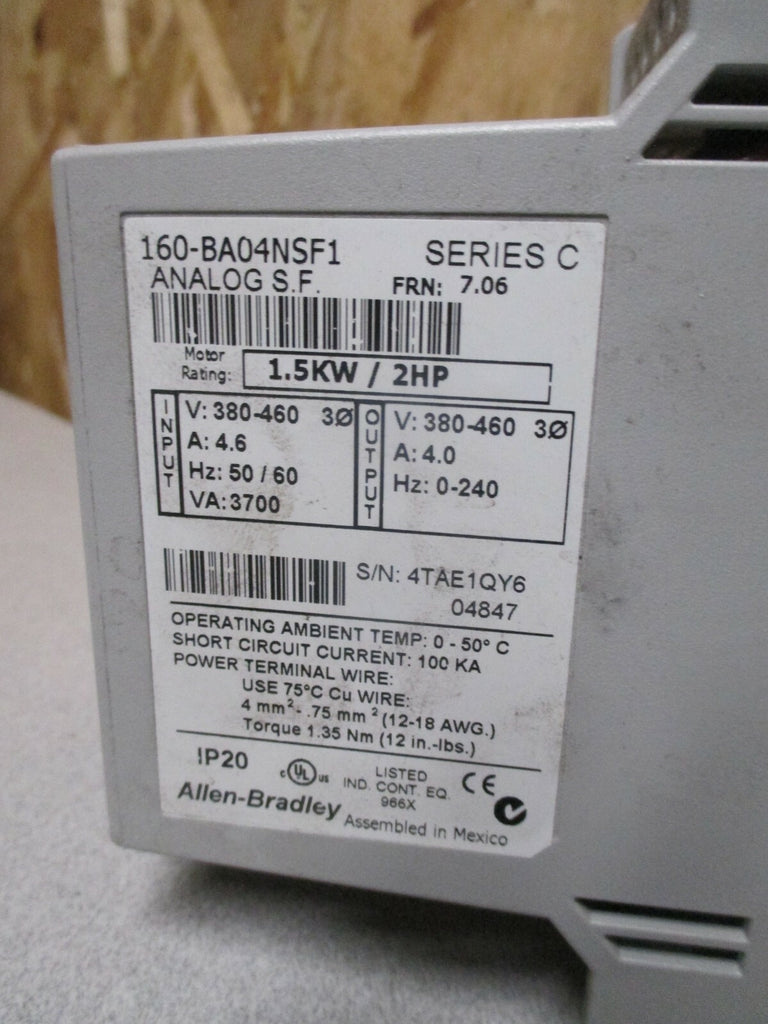 160-BA04NSF1 SERIES C
ANALOG S.F. FRN: 7.06
Motor Rating: 1.5KW / 2HP
INPUT
V: 380-460 3Ø
A: 4.6
Hz: 50 / 60
VA: 3700
OUTPUT
V: 380-460 3Ø
A: 4.0
Hz: 0-240
S/N: 4TAE1QY6
04847
OPERATING AMBIENT TEMP: 0 - 50° C
SHORT CIRCUIT CURRENT: 100 KA
POWER TERMINAL WIRE:
USE 75°C Cu WIRE:
4 mm²- .75 mm² (12-18 AWG.)
Torque 1.35 Nm (12 in.-lbs.)
IP20 c UL us LISTED CE
IND. CONT. EQ.
966X
Allen-Bradley Assembled in Mexico